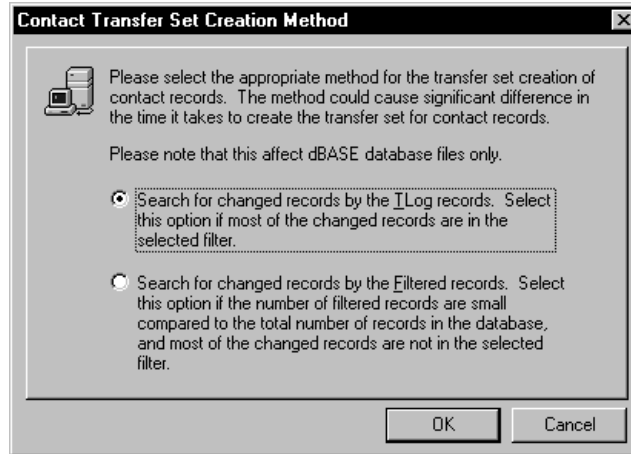 Contact Transfer Set Creation Method
Please select the appropriate method for the transfer set creation of
contact records. The method could cause significant difference in
the time it takes to create the transfer set for contact records.
Please note that this affect dBASE database files only.
Search for changed records by the TLog records. Select
this option if most of the changed records are in the
selected filter.
Search for changed records by the Filtered records. Select
this option if the number of filtered records are small
compared to the total number of records in the database,
and most of the changed records are not in the selected
filter.
OK
Cancel